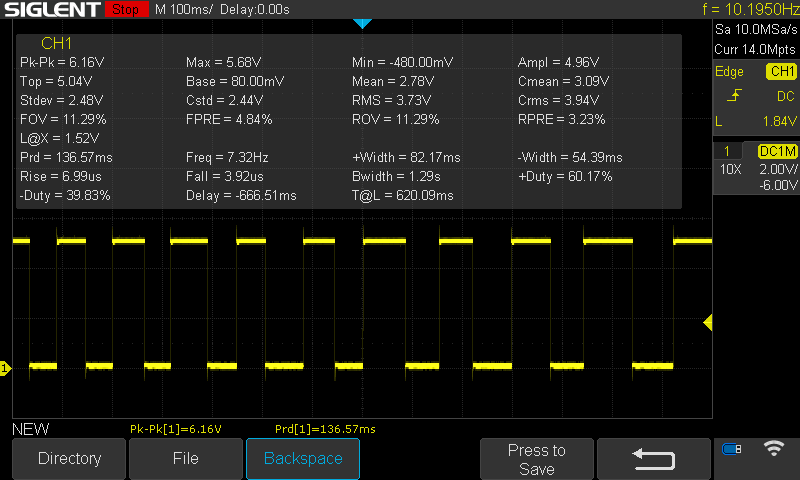 SIGLENT Stop M 100ms/ Delay:0.00s f = 10.1950Hz
Sa 10.0MSa/s
Curr 14.0Mpts
Edge CH1
DC
L 1.84V
1 DC1M
10X 2.00V/
-6.00V
CH1
Pk-Pk = 6.16V Max = 5.68V Min = -480.00mV Ampl = 4.96V
Top = 5.04V Base = 80.00mV Mean = 2.78V Cmean = 3.09V
Stdev = 2.48V Cstd = 2.44V RMS = 3.73V Crms = 3.94V
FOV = 11.29% FPRE = 4.84% ROV = 11.29% RPRE = 3.23%
L@X = 1.52V
Prd = 136.57ms Freq = 7.32Hz +Width = 82.17ms -Width = 54.39ms
Rise = 6.99us Fall = 3.92us Bwidth = 1.29s +Duty = 60.17%
-Duty = 39.83% Delay = -666.51ms T@L = 620.09ms
1
NEW Pk-Pk[1]=6.16V Prd[1]=136.57ms
Directory File Backspace Press to
Save